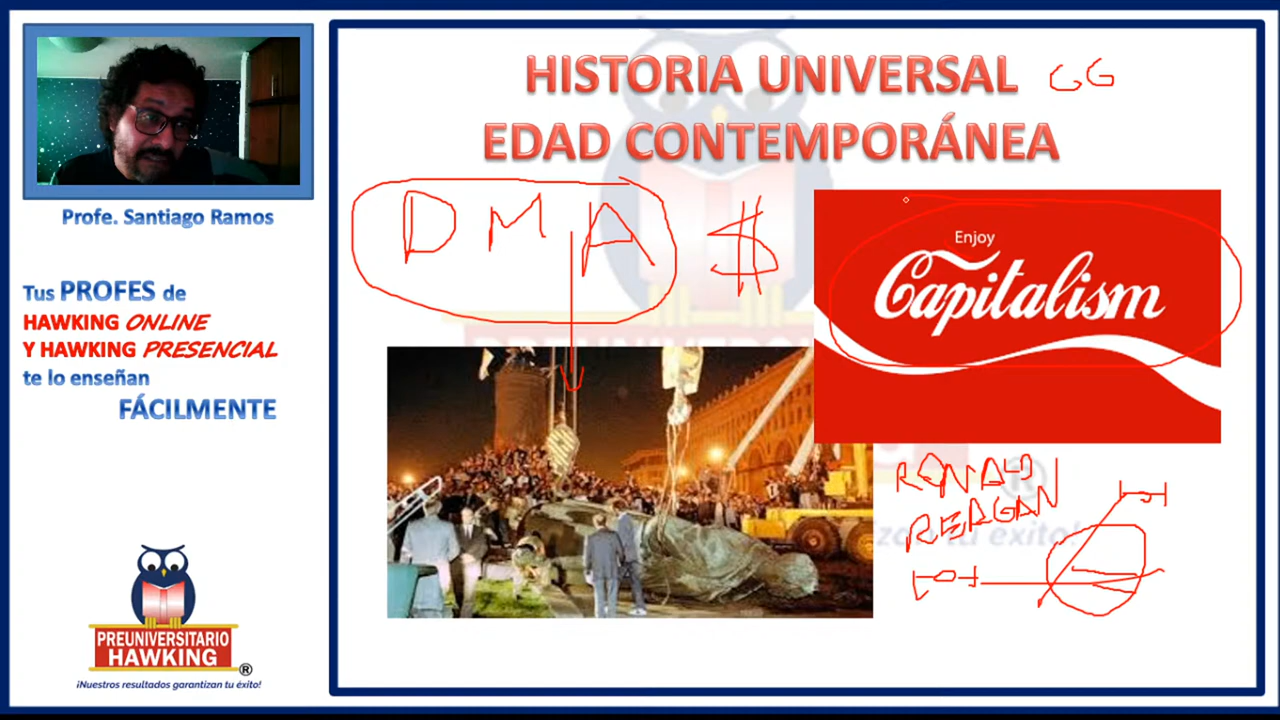 HISTORIA UNIVERSAL GG
EDAD CONTEMPORÁNEA
Profe. Santiago Ramos
Tus PROFES de
HAWKING ONLINE
Y HAWKING PRESENCIAL
te lo enseñan
FÁCILMENTE
DMA $
Enjoy
Capitalism
RONALD
REAGAN
PREUNIVERSITARIO
HAWKING ®
¡Nuestros resultados garantizan tu éxito!